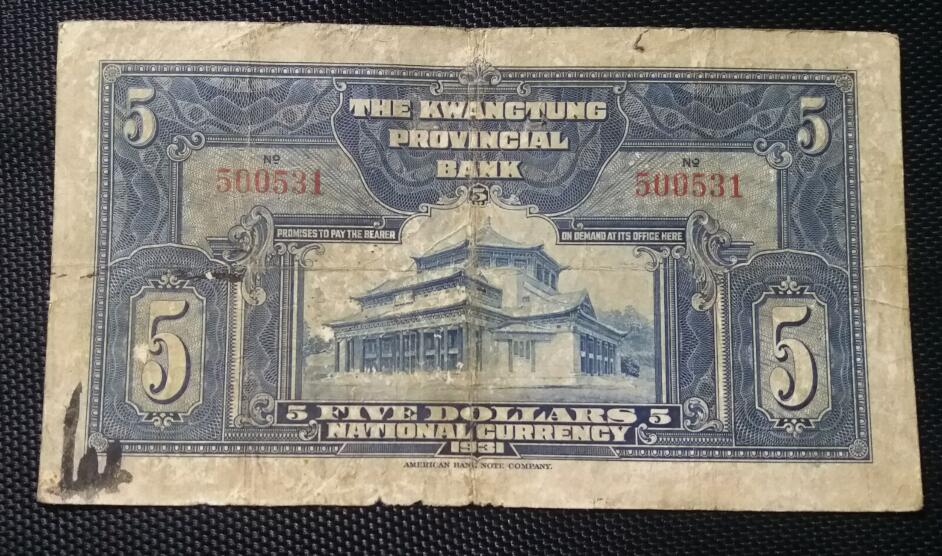 5 5
THE KWANGTUNG
PROVINCIAL
BANK
Nº 500531
Nº 500531
5
PROMISES TO PAY THE BEARER
ON DEMAND AT ITS OFFICE HERE
5 5
5 FIVE DOLLARS 5
NATIONAL CURRENCY
1931
AMERICAN BANK NOTE COMPANY.